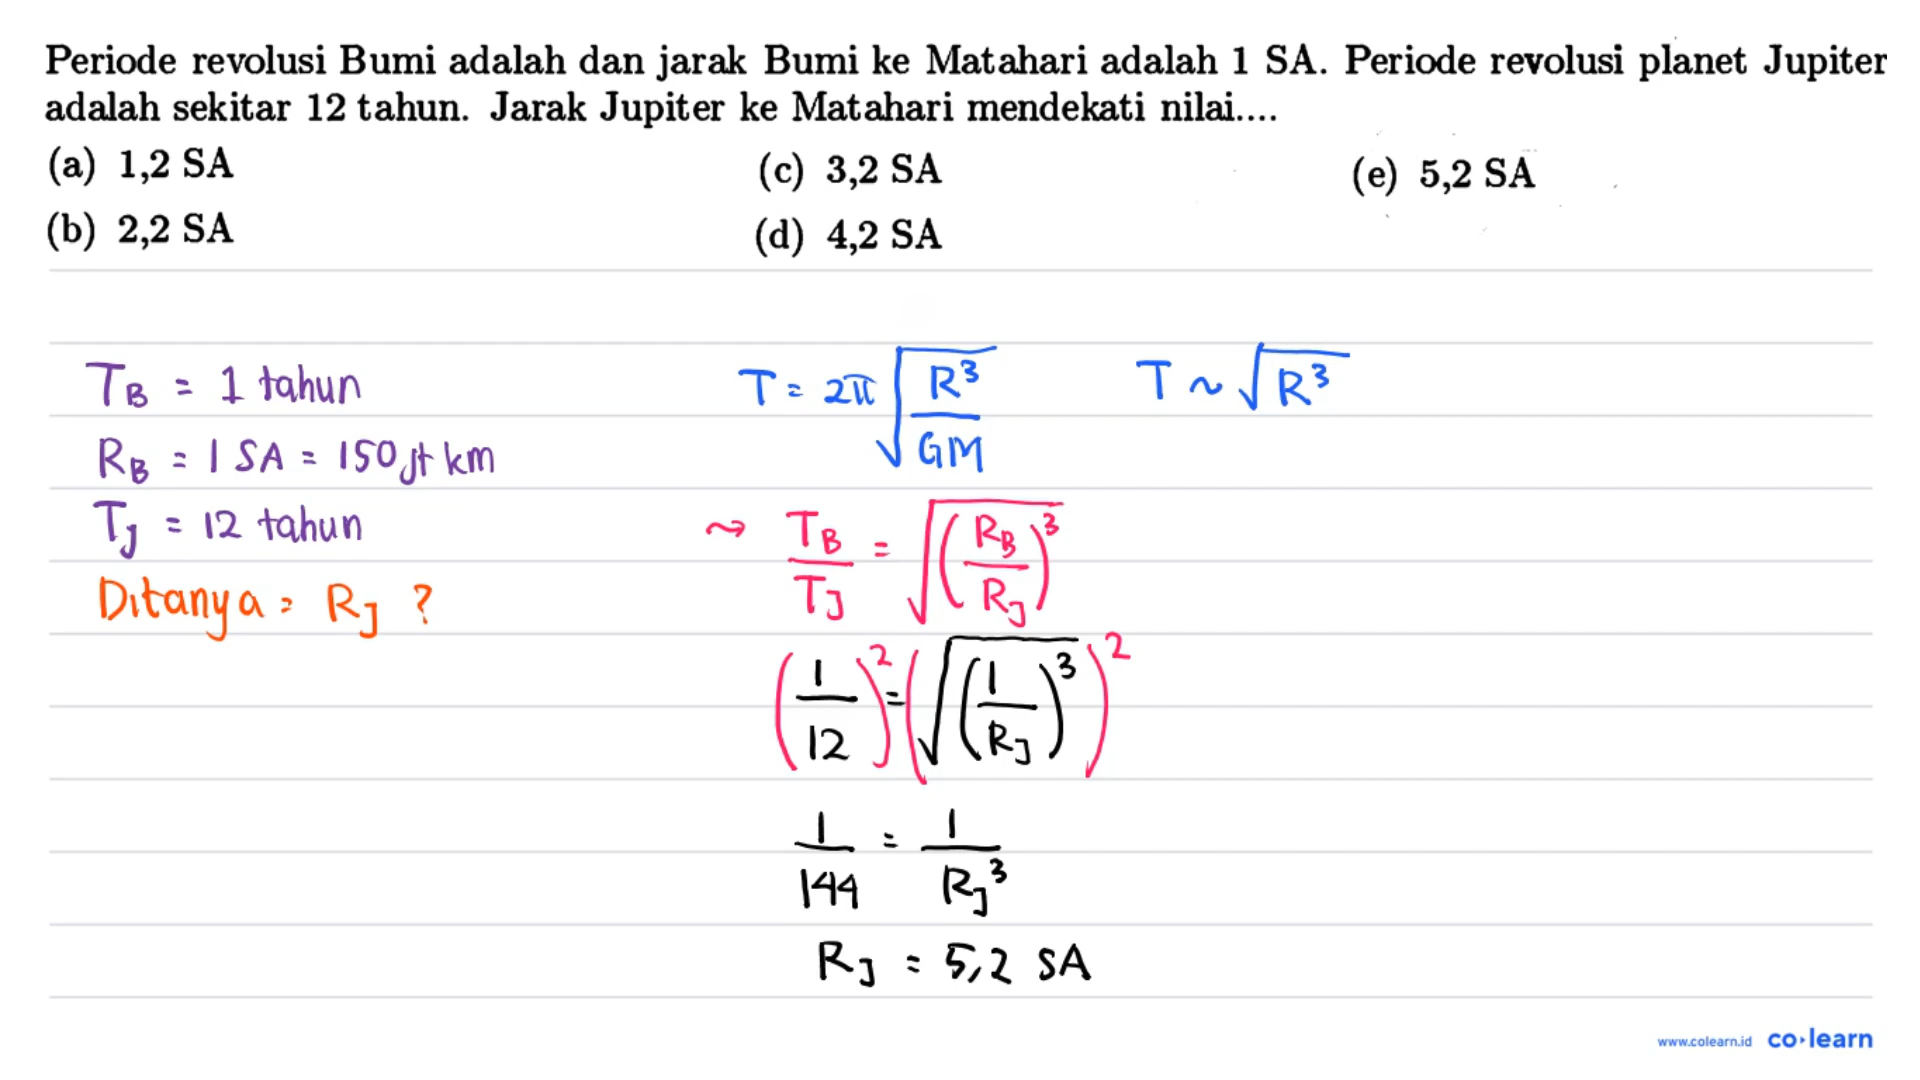 Periode revolusi Bumi adalah dan jarak Bumi ke Matahari adalah 1 SA. Periode revolusi planet Jupiter
adalah sekitar 12 tahun. Jarak Jupiter ke Matahari mendekati nilai....
(a) 1,2 SA
(c) 3,2 SA
(e) 5,2 SA
(b) 2,2 SA
(d) 4,2 SA
T_B = 1 tahun
R_B = 1 SA = 150 jt km
T_J = 12 tahun
Ditanya = R_J ?
T = 2π √(R³/GM)
T ~ √R³
⤳ T_B/T_J = √(R_B/R_J)³
(1/12)² = (√(1/R_J)³)²
1/144 = 1/R_J³
R_J = 5,2 SA
www.colearn.id co·learn